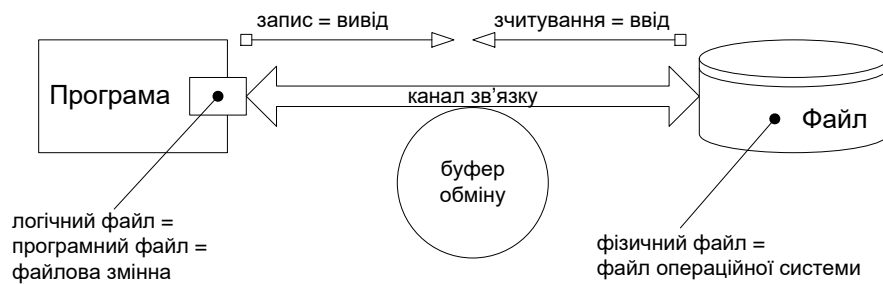 запис = вивід
зчитування = ввід
Програма
канал зв’язку
Файл
буфер
обміну
логічний файл =
програмний файл =
файлова змінна
фізичний файл =
файл операційної системи